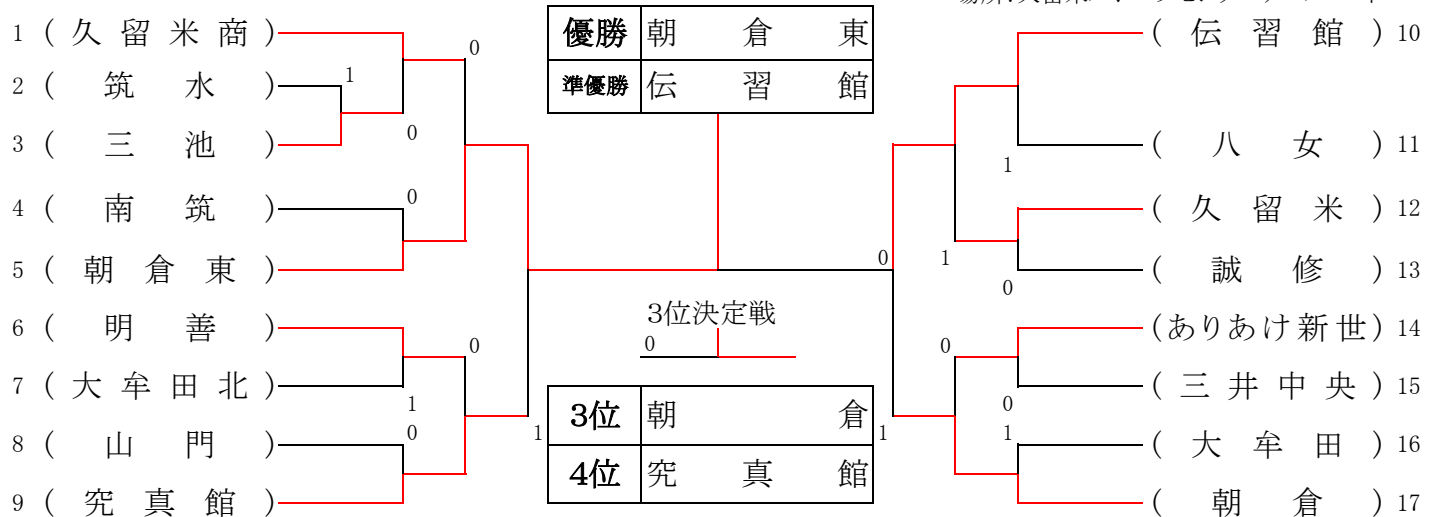 1 ( 久 留 米 商 )
2 ( 筑 水 )
3 ( 三 池 )
4 ( 南 筑 )
5 ( 朝 倉 東 )
6 ( 明 善 )
7 ( 大 牟 田 北 )
8 ( 山 門 )
9 ( 究 真 館 )
0
1
0
0
0
1
0
1
優勝 朝 倉 東
準優勝 伝 習 館
3位決定戦
0
3位 朝 倉
4位 究 真 館
0
1
1
1
0
0
0
1
( 伝 習 館 ) 10
( 八 女 ) 11
( 久 留 米 ) 12
( 誠 修 ) 13
(ありあけ新世) 14
( 三 井 中 央 ) 15
( 大 牟 田 ) 16
( 朝 倉 ) 17